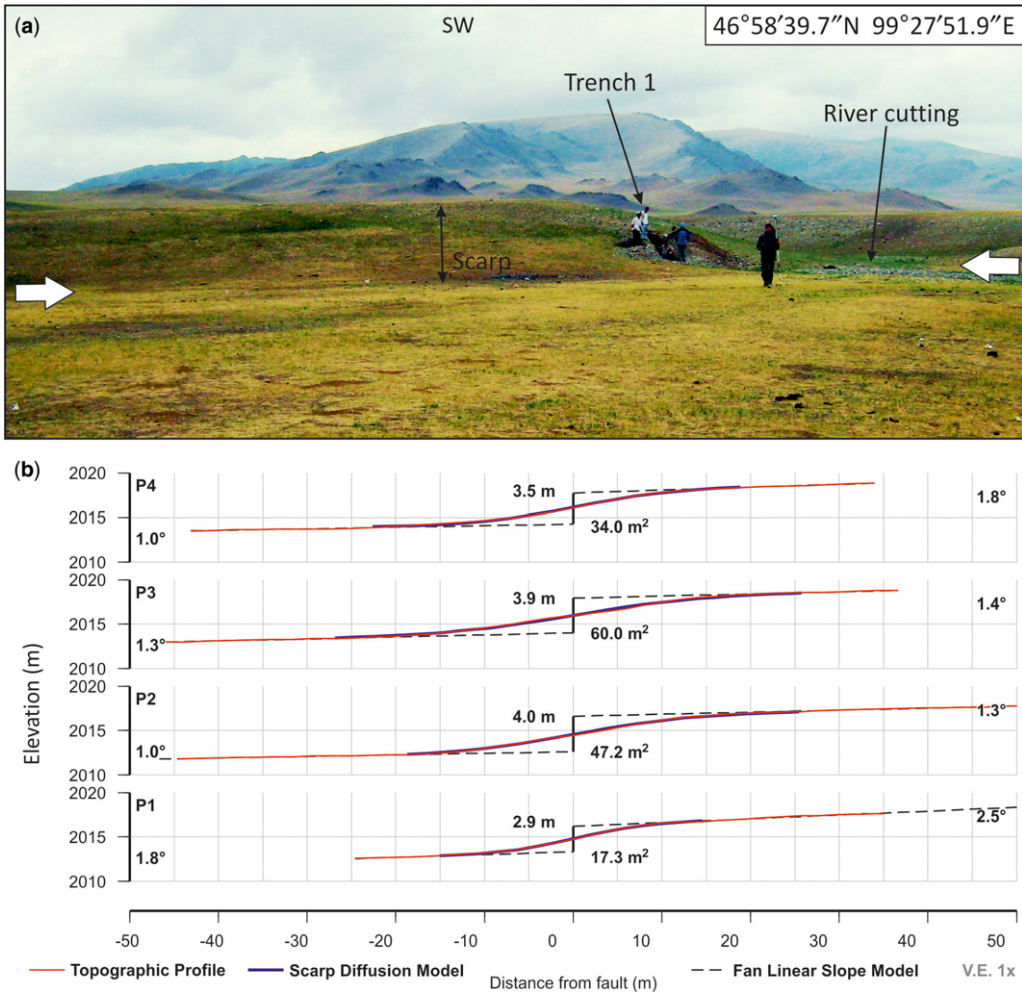 (a)
SW
46°58′39.7″N 99°27′51.9″E
Trench 1
River cutting
Scarp
(b)
2020
P4
3.5 m
1.8°
2015
1.0°
34.0 m²
2010
2020
P3
3.9 m
1.4°
2015
1.3°
60.0 m²
2010
Elevation (m)
2020
P2
4.0 m
1.3°
2015
1.0°
47.2 m²
2010
2020
P1
2.9 m
2.5°
2015
1.8°
17.3 m²
2010
-50 -40 -30 -20 -10 0 10 20 30 40 50
Topographic Profile Scarp Diffusion Model Fan Linear Slope Model V.E. 1x
Distance from fault (m)